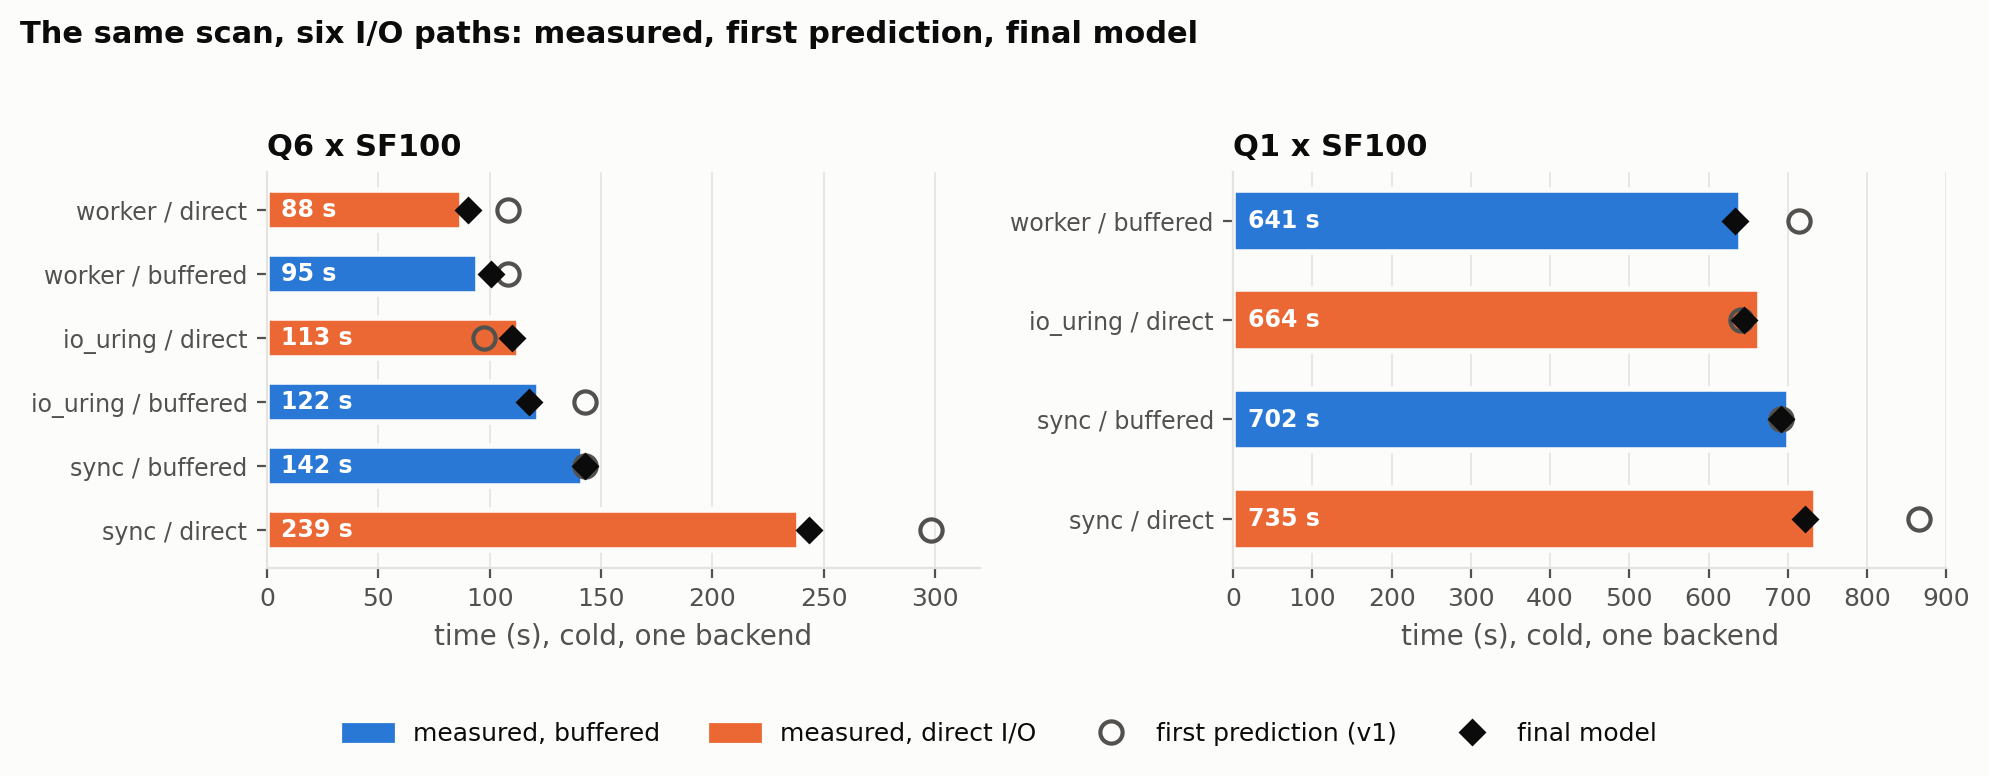 The same scan, six I/O paths: measured, first prediction, final model
Q6 x SF100
worker / direct
88 s
worker / buffered
95 s
io_uring / direct
113 s
io_uring / buffered
122 s
sync / buffered
142 s
sync / direct
239 s
0 50 100 150 200 250 300
time (s), cold, one backend
Q1 x SF100
worker / buffered
641 s
io_uring / direct
664 s
sync / buffered
702 s
sync / direct
735 s
0 100 200 300 400 500 600 700 800 900
time (s), cold, one backend
measured, buffered
measured, direct I/O
first prediction (v1)
final model